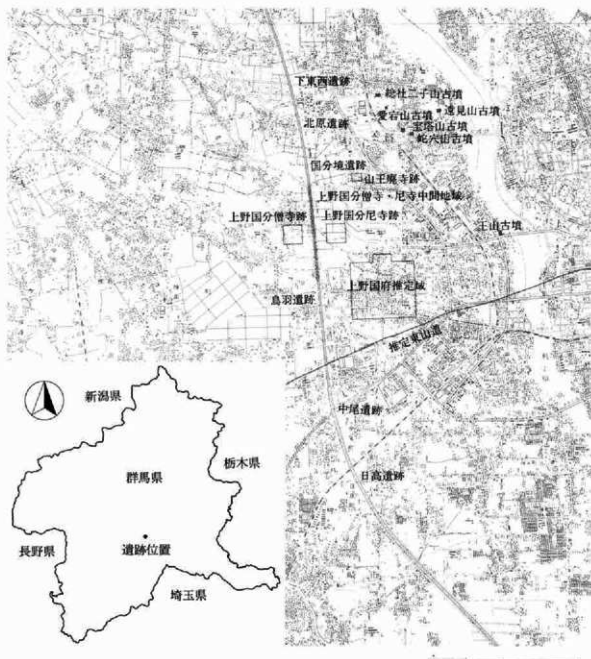 下東西遺跡
総社二子山古墳
愛宕山古墳
遠見山古墳
北原遺跡
宝塔山古墳
蛇穴山古墳
国分境遺跡
山王廃寺跡
上野国分僧寺・尼寺中間地域
上野国分僧寺跡
上野国分尼寺跡
王山古墳
鳥羽遺跡
上野国府推定域
推定東山道
中尾遺跡
日高遺跡
新潟県
栃木県
群馬県
長野県
遺跡位置
埼玉県